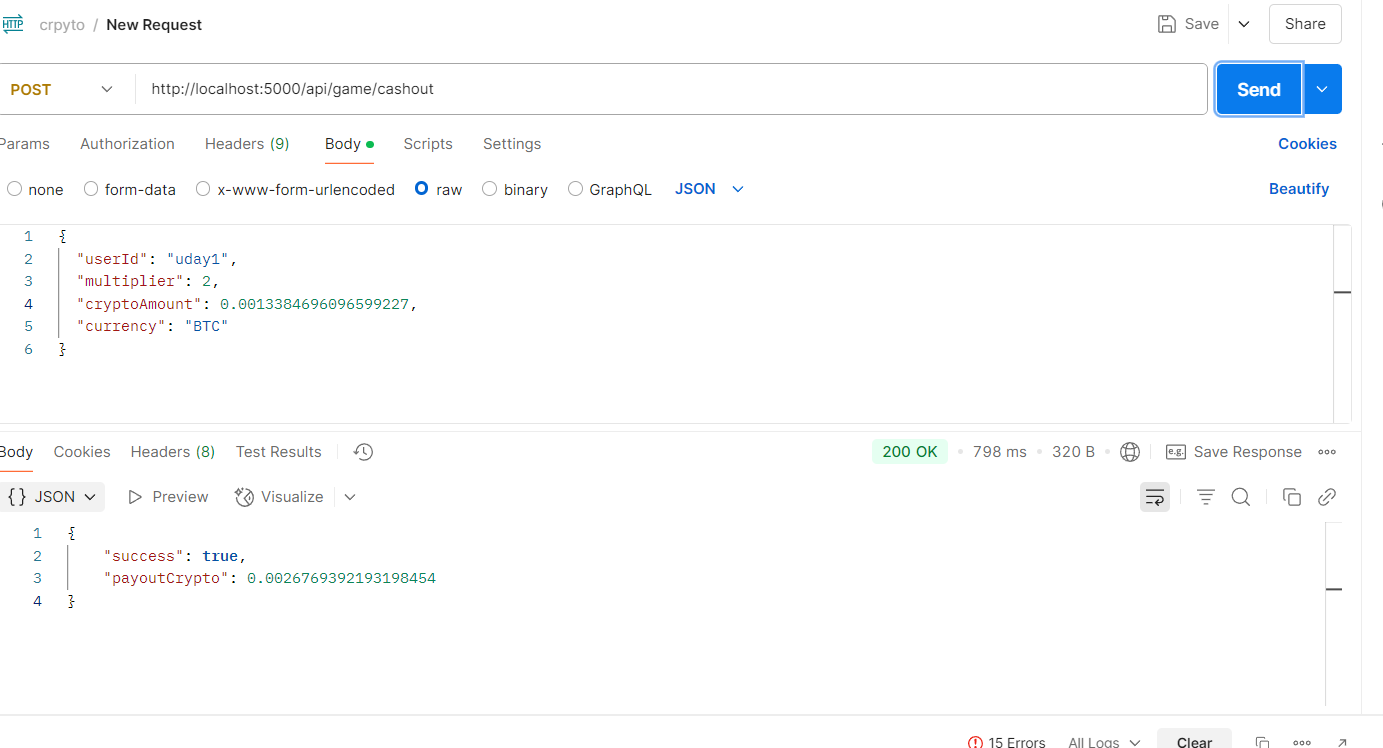 HTTP crpyto / New Request Save Share
POST http://localhost:5000/api/game/cashout Send
Params Authorization Headers (9) Body Scripts Settings Cookies
none form-data x-www-form-urlencoded raw binary GraphQL JSON Beautify
1 {
2 "userId": "uday1",
3 "multiplier": 2,
4 "cryptoAmount": 0.0013384696096599227,
5 "currency": "BTC"
6 }
Body Cookies Headers (8) Test Results 200 OK 798 ms 320 B e.g. Save Response
{} JSON Preview Visualize
1 {
2 "success": true,
3 "payoutCrypto": 0.0026769392193198454
4 }
15 Errors All Logs Clear